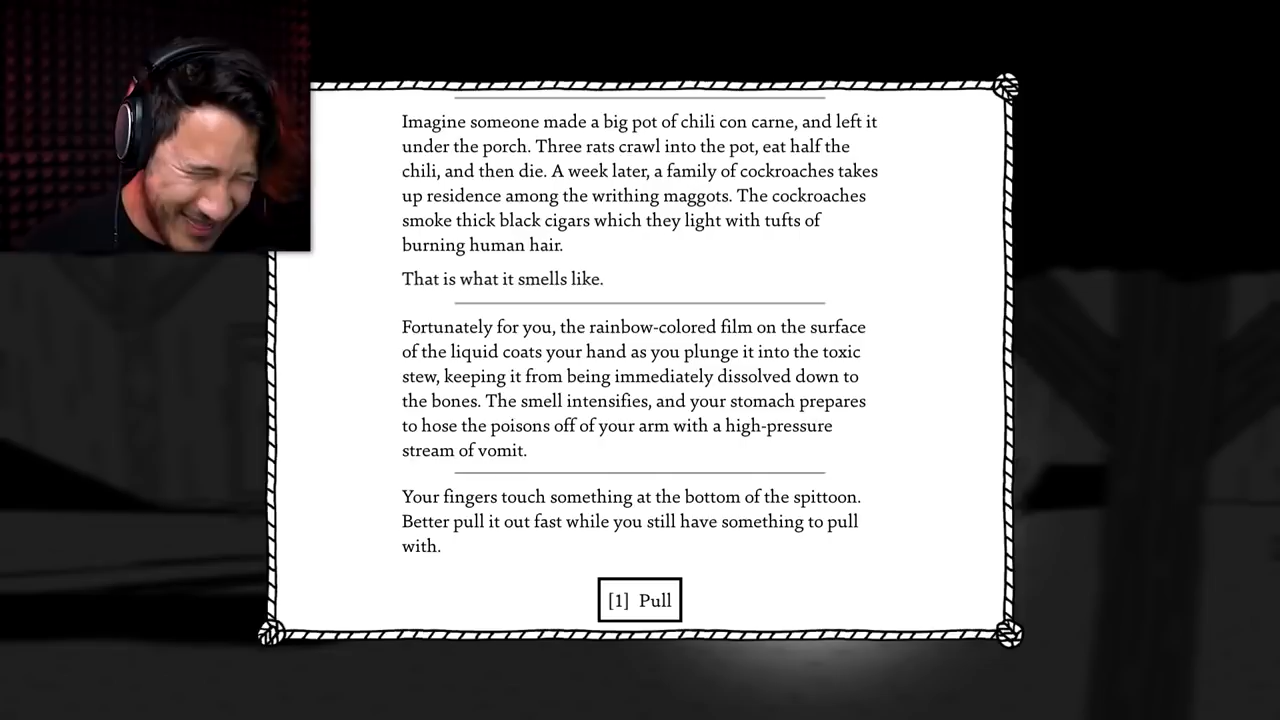 Imagine someone made a big pot of chili con carne, and left it
under the porch. Three rats crawl into the pot, eat half the
chili, and then die. A week later, a family of cockroaches takes
up residence among the writhing maggots. The cockroaches
smoke thick black cigars which they light with tufts of
burning human hair.
That is what it smells like.
Fortunately for you, the rainbow-colored film on the surface
of the liquid coats your hand as you plunge it into the toxic
stew, keeping it from being immediately dissolved down to
the bones. The smell intensifies, and your stomach prepares
to hose the poisons off of your arm with a high-pressure
stream of vomit.
Your fingers touch something at the bottom of the spittoon.
Better pull it out fast while you still have something to pull
with.
[1] Pull